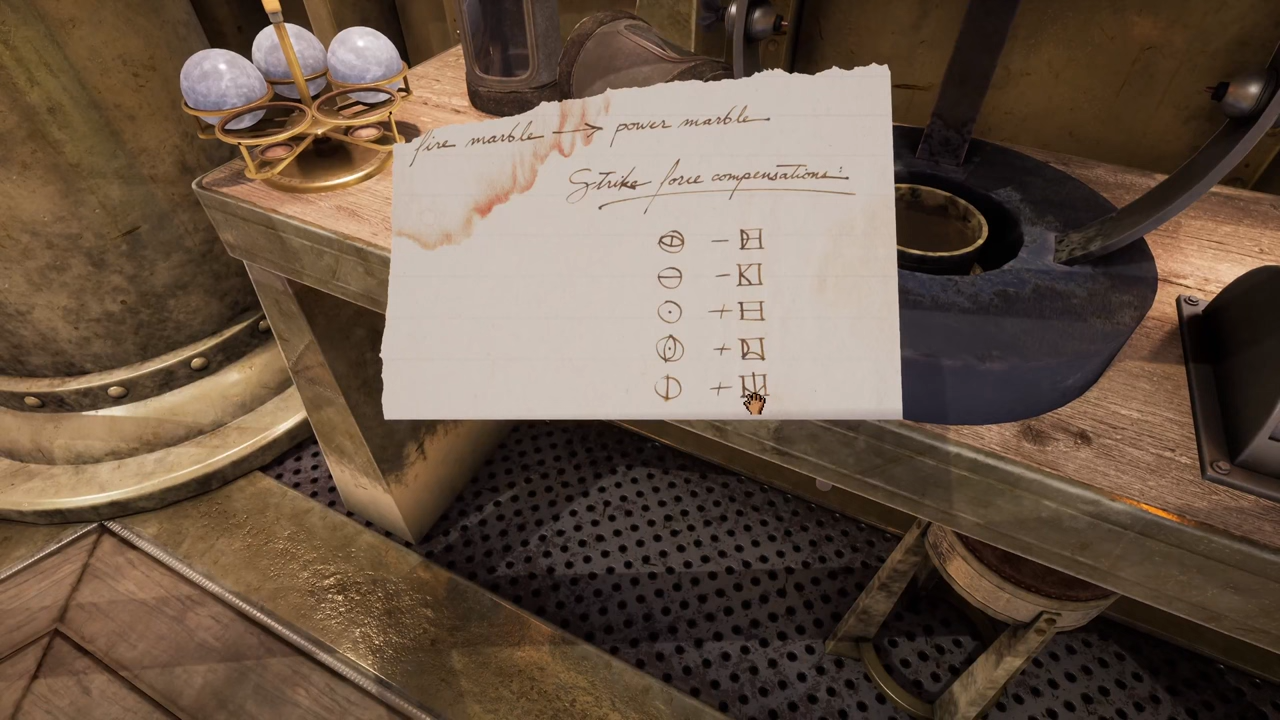 fire marble → power marble
Strike force compensations:
−
−
+
+
+